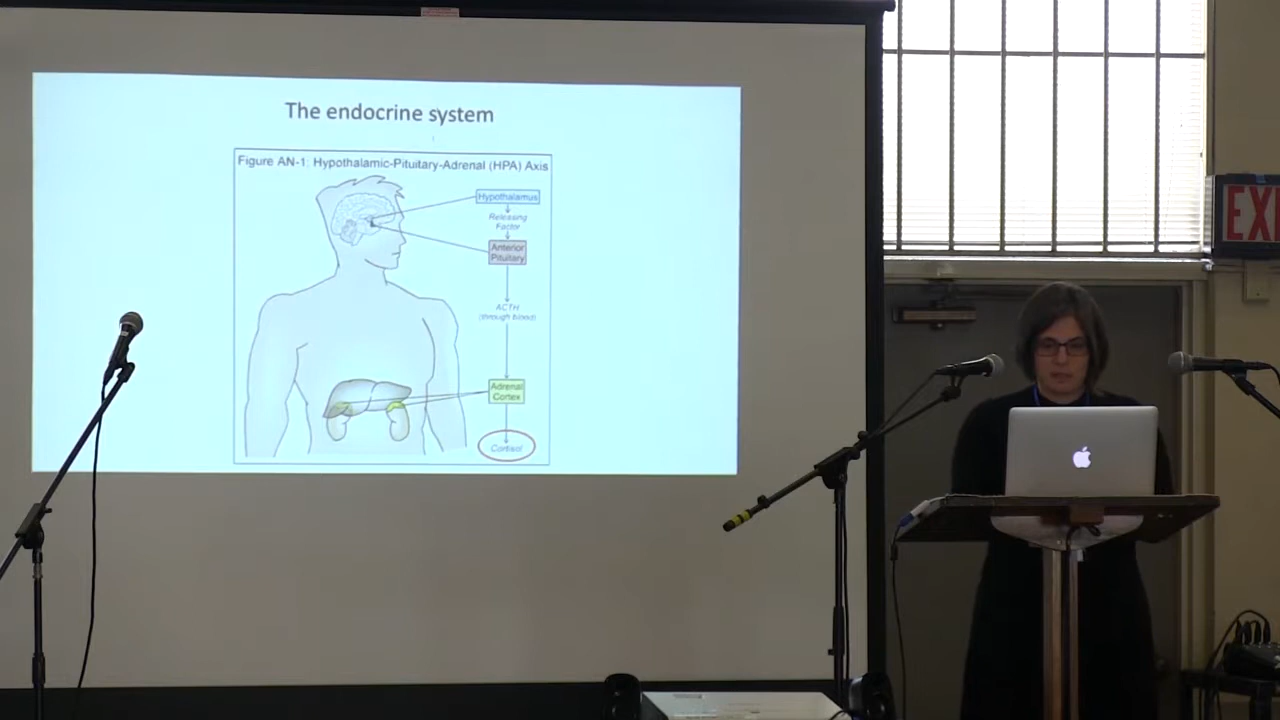 The endocrine system
Figure AN-1: Hypothalamic-Pituitary-Adrenal (HPA) Axis
Hypothalamus
Releasing
Factor
Anterior
Pituitary
ACTH
(through blood)
Adrenal
Cortex
Cortisol
EXI